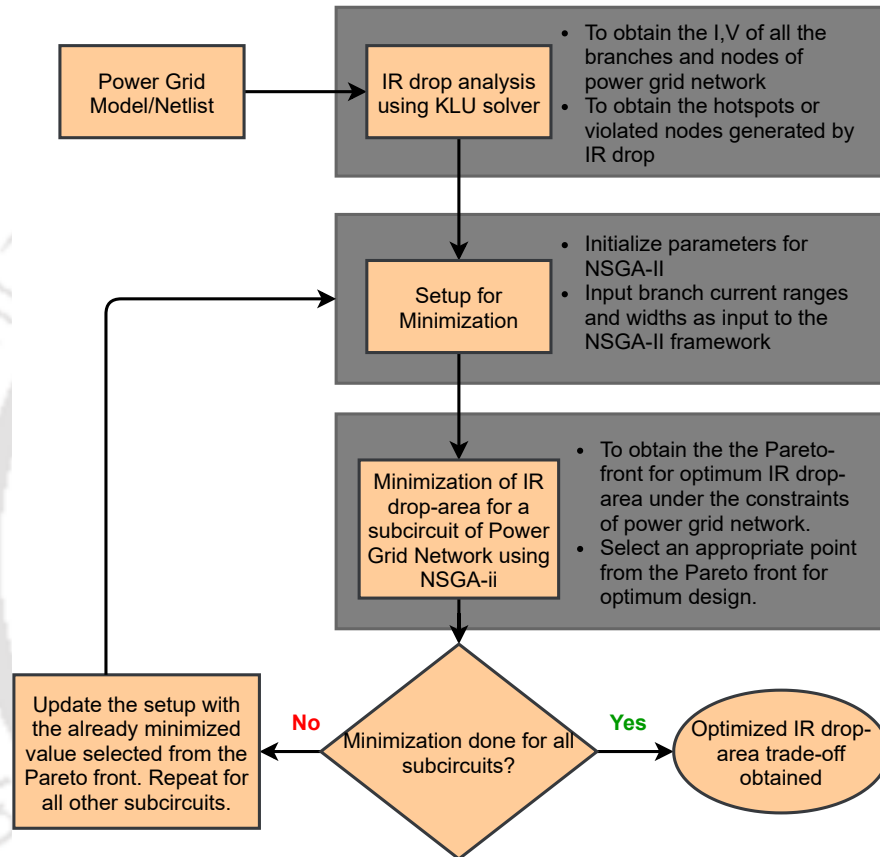 Power Grid
Model/Netlist
IR drop analysis
using KLU solver
• To obtain the I,V of all the
branches and nodes of
power grid network
• To obtain the hotspots or
violated nodes generated by
IR drop
Setup for
Minimization
• Initialize parameters for
NSGA-II
• Input branch current ranges
and widths as input to the
NSGA-II framework
Minimization of IR
drop-area for a
subcircuit of Power
Grid Network using
NSGA-ii
• To obtain the the Pareto-
front for optimum IR drop-
area under the constraints
of power grid network.
• Select an appropriate point
from the Pareto front for
optimum design.
Minimization done for all
subcircuits?
No
Yes
Update the setup with
the already minimized
value selected from the
Pareto front. Repeat for
all other subcircuits.
Optimized IR drop-
area trade-off
obtained